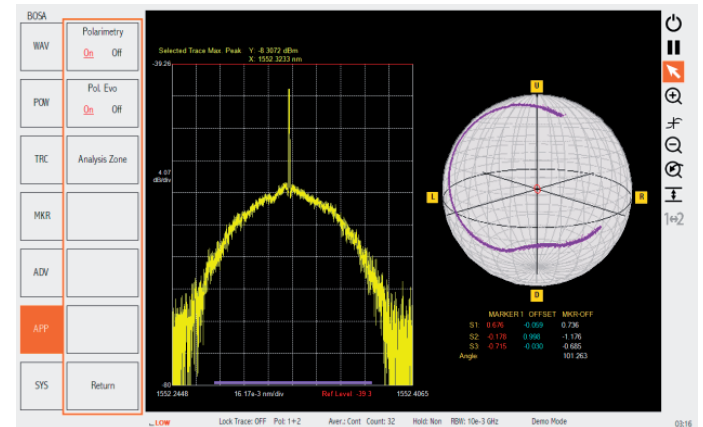 BOSA
WAV
POW
TRC
MKR
ADV
APP
SYS
Polarimetry
On Off
Pol. Evo
On Off
Analysis Zone
Return
Selected Trace Max. Peak Y: -8.3072 dBm
X: 1552.3233 nm
-39.26
4.07
dB/div
-80
1552.2448 16.17e-3 nm/div Ref Level -39.3 1552.4065
U
L
R
D
MARKER 1 OFFSET MKR-OFF
S1: 0.676 -0.059 0.736
S2: -0.178 0.998 -1.176
S3: -0.715 -0.030 -0.685
Angle: 101.263
1⇔2
LOW Lock Trace: OFF Pol: 1+2 Aver.: Cont Count: 32 Hold: Non RBW: 10e-3 GHz Demo Mode 03:16